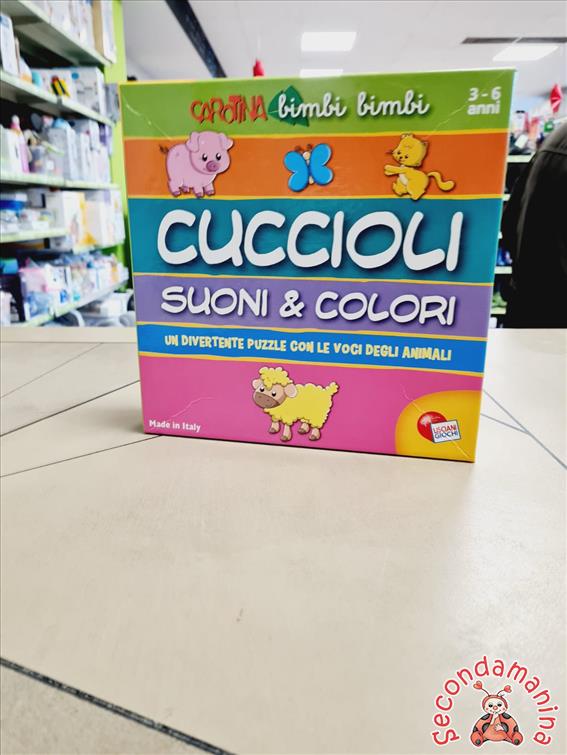 CAROTINA bimbi bimbi
3 - 6
anni
CUCCIOLI
SUONI & COLORI
UN DIVERTENTE PUZZLE CON LE VOCI DEGLI ANIMALI
Made in Italy
LISCIANI
GIOCHI
Secondamanina